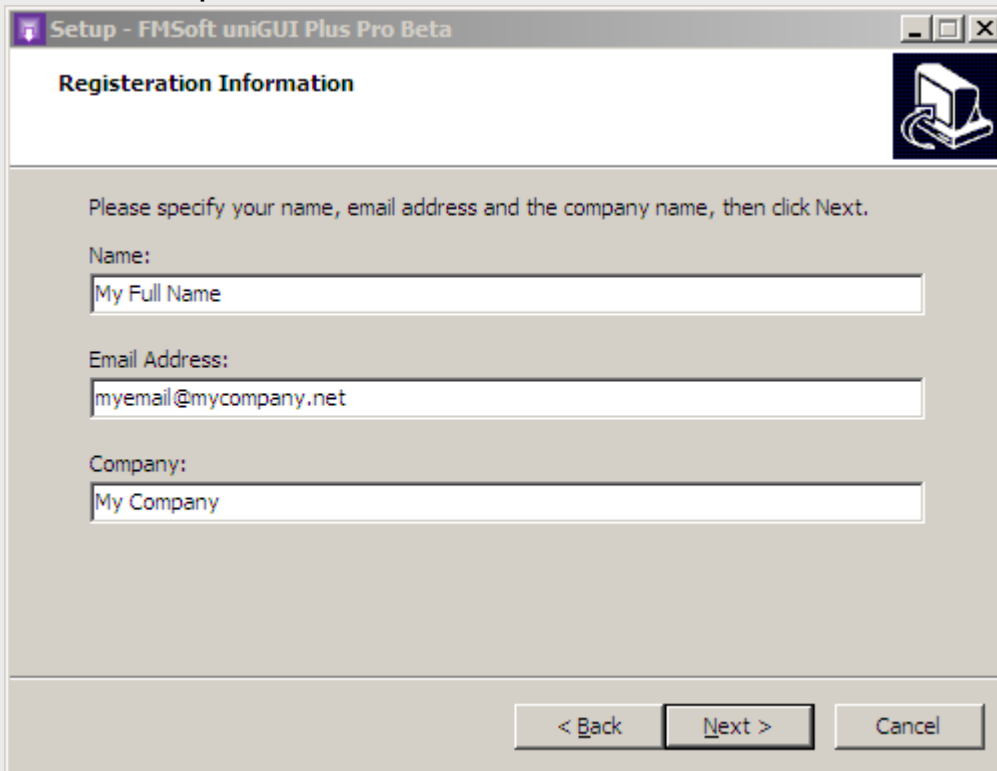 Setup - FMSoft uniGUI Plus Pro Beta
Registeration Information
Please specify your name, email address and the company name, then click Next.
Name:
My Full Name
Email Address:
myemail@mycompany.net
Company:
My Company
< Back Next > Cancel